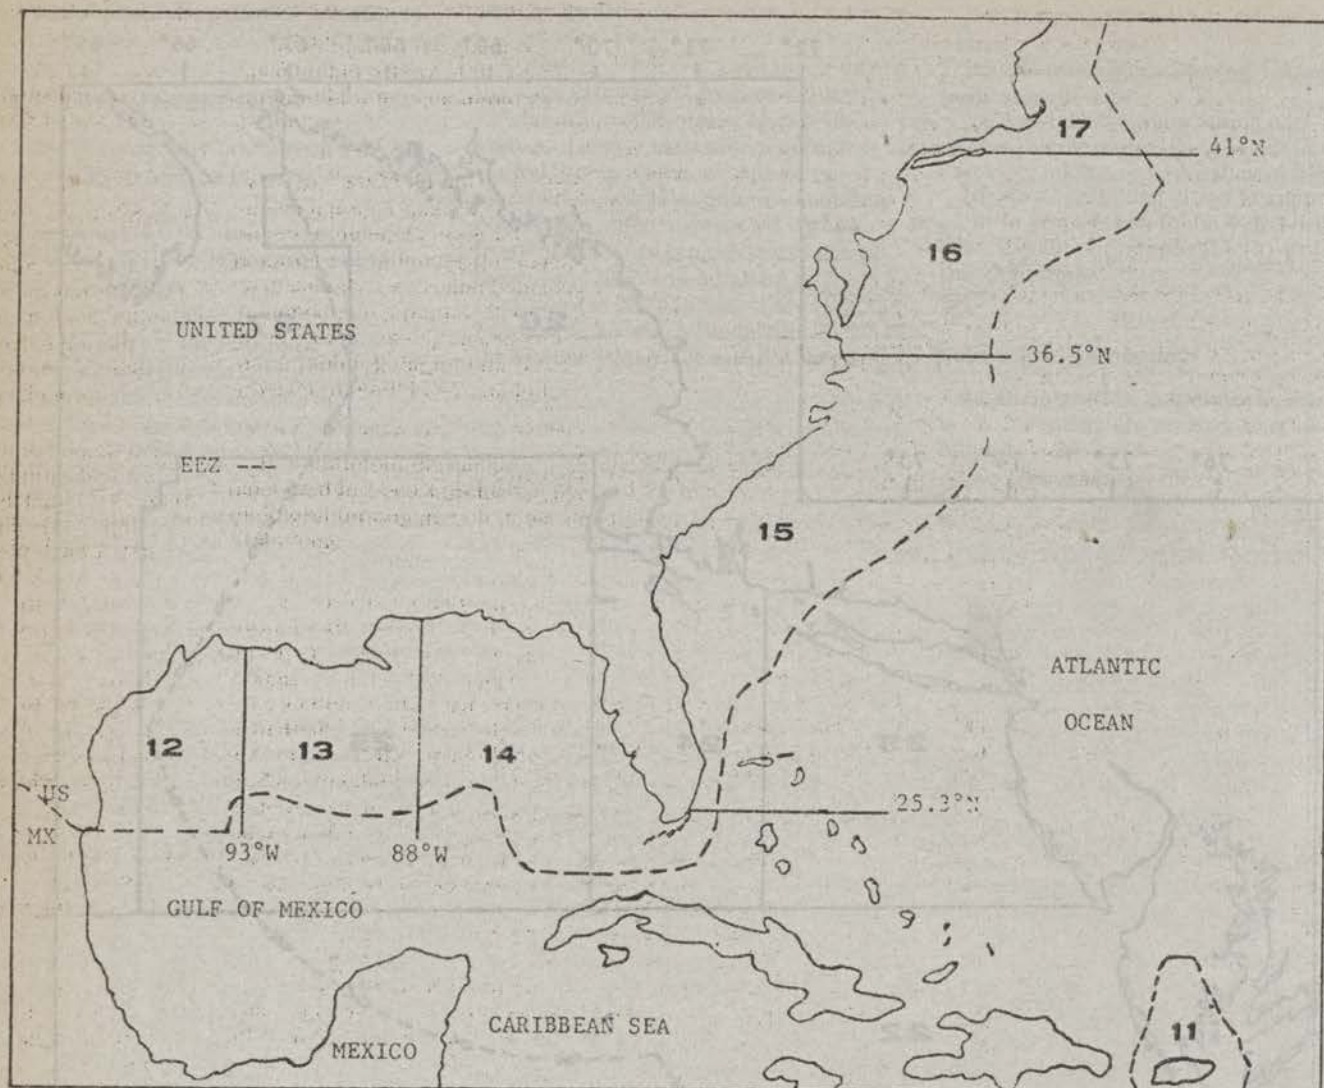 17
41°N
16
UNITED STATES
36.5°N
EEZ ---
15
ATLANTIC
OCEAN
12
13
14
US
25.3°N
MX
93°W
88°W
GULF OF MEXICO
CARIBBEAN SEA
11
MEXICO